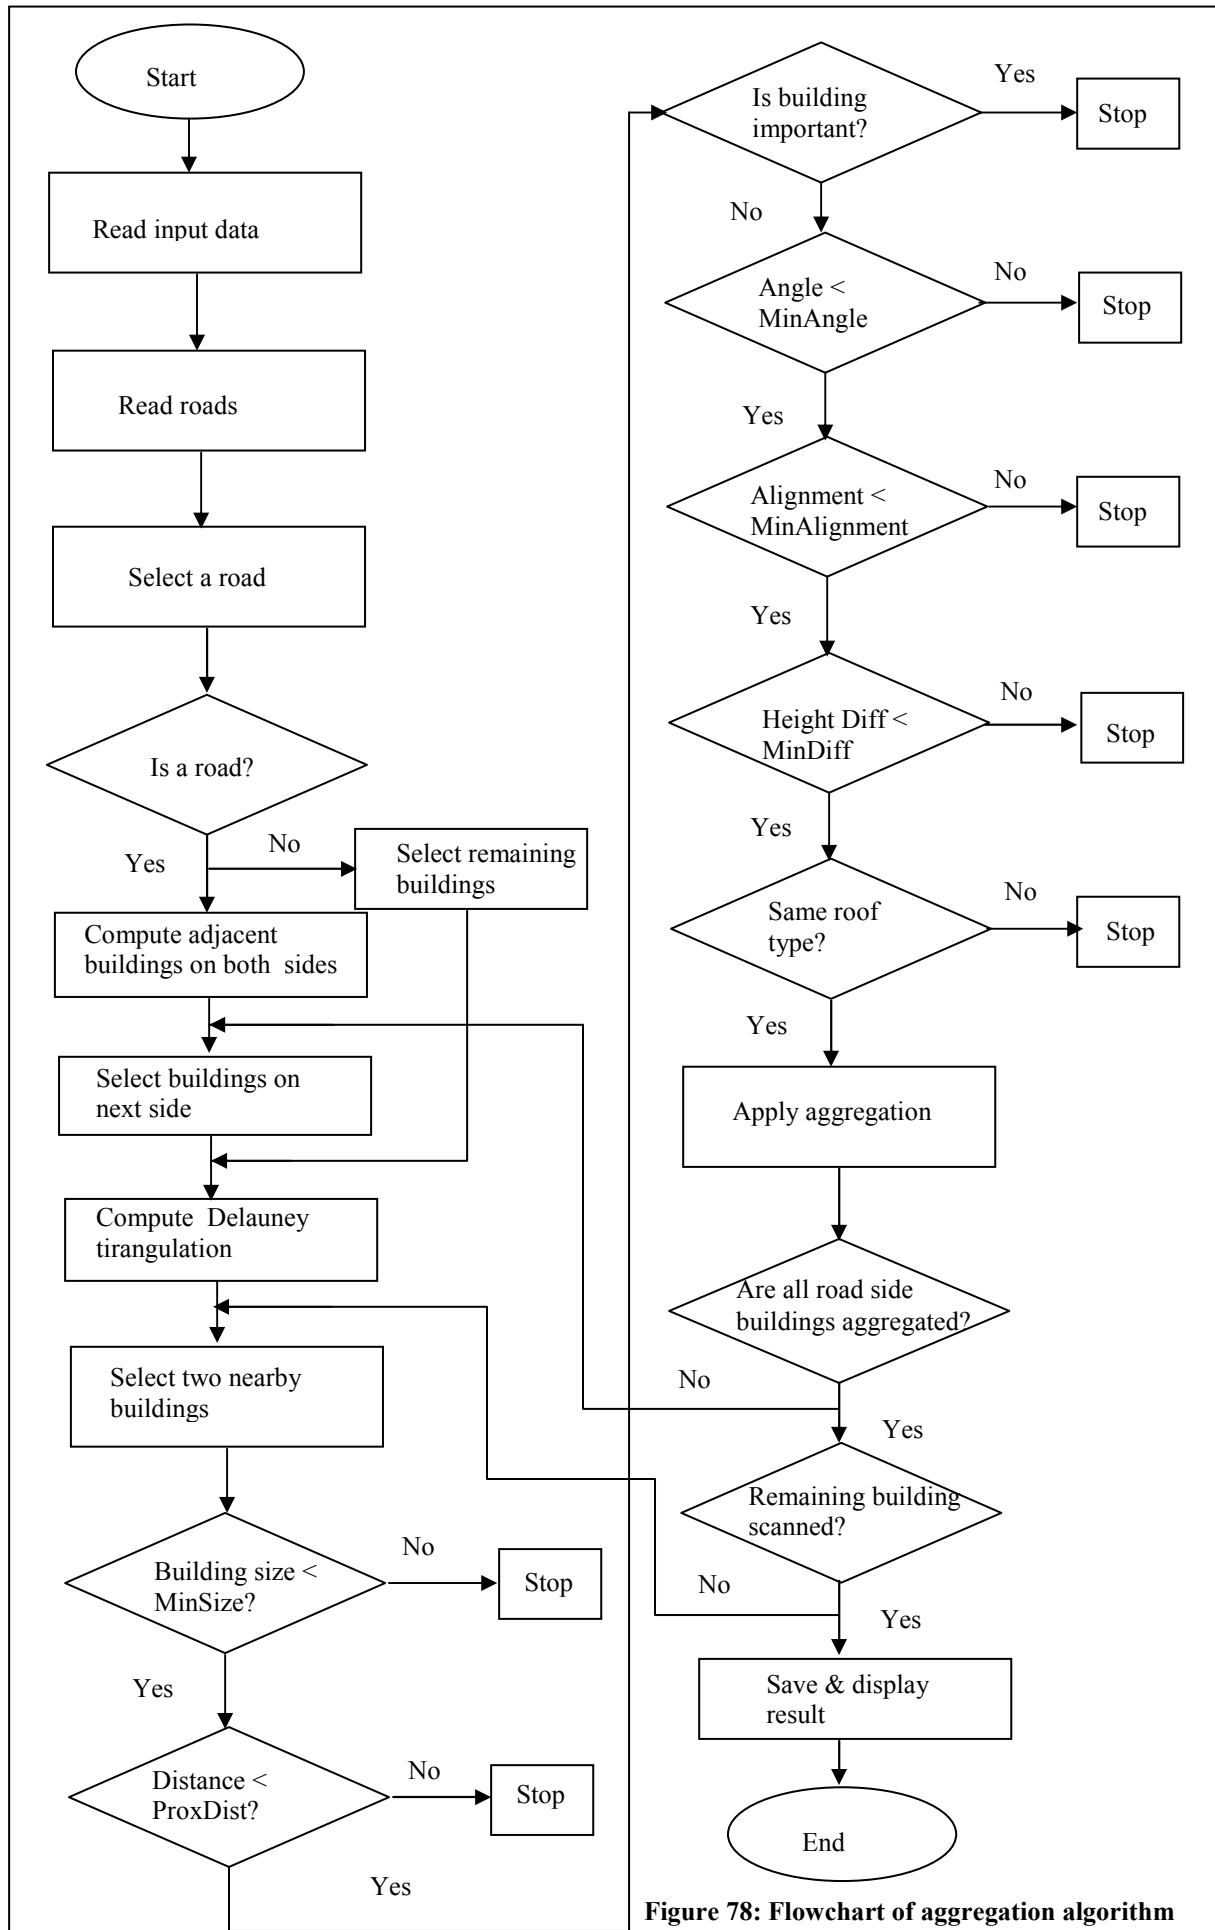 Start
Read input data
Read roads
Select a road
Is a road?
Yes
No
Select remaining
buildings
Compute adjacent
buildings on both sides
Select buildings on
next side
Compute Delauney
tirangulation
Select two nearby
buildings
Building size <
MinSize?
No
Stop
Yes
Distance <
ProxDist?
No
Stop
Yes
Is building
important?
Yes
Stop
No
Angle <
MinAngle
No
Stop
Yes
Alignment <
MinAlignment
No
Stop
Yes
Height Diff <
MinDiff
No
Stop
Yes
Same roof
type?
No
Stop
Yes
Apply aggregation
Are all road side
buildings aggregated?
No
Yes
Remaining building
scanned?
No
Yes
Save & display
result
End
Figure 78: Flowchart of aggregation algorithm